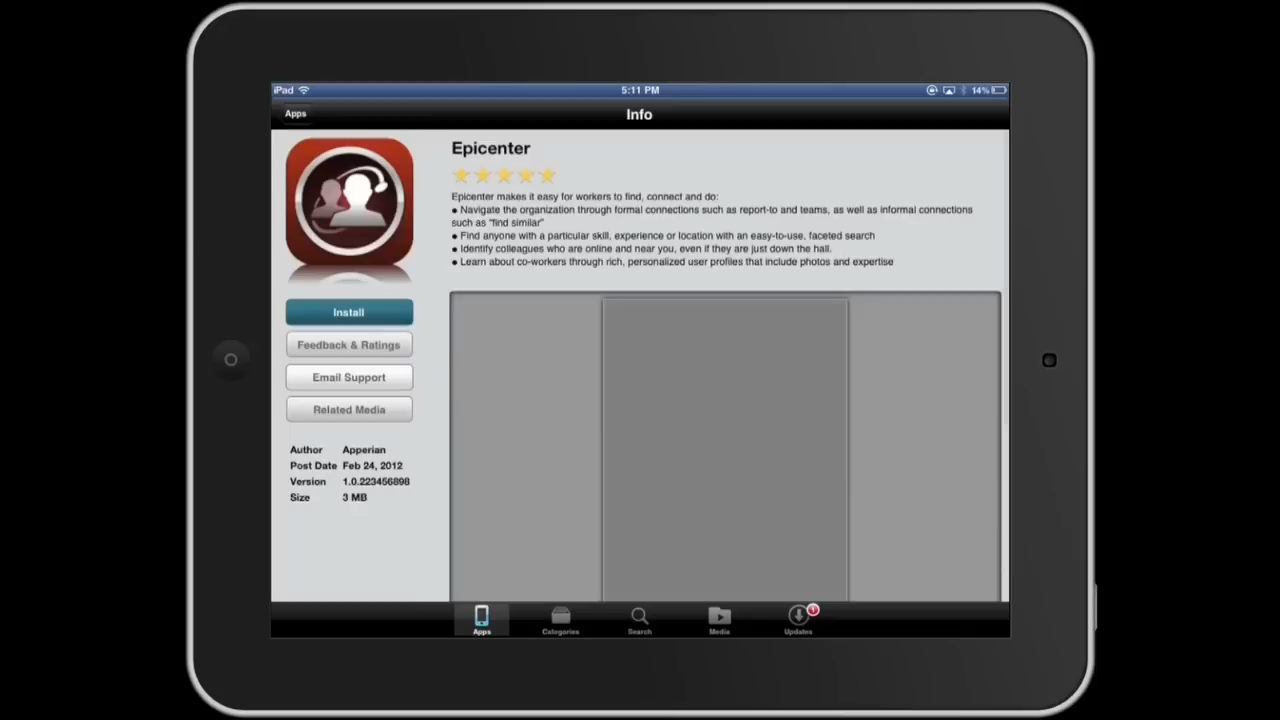 iPad
5:11 PM
14%
Apps
Info
Epicenter
Epicenter makes it easy for workers to find, connect and do:
● Navigate the organization through formal connections such as report-to and teams, as well as informal connections
such as "find similar"
● Find anyone with a particular skill, experience or location with an easy-to-use, faceted search
● Identify colleagues who are online and near you, even if they are just down the hall.
● Learn about co-workers through rich, personalized user profiles that include photos and expertise
Install
Feedback & Ratings
Email Support
Related Media
Author Apperian
Post Date Feb 24, 2012
Version 1.0.223456898
Size 3 MB
Apps
Categories
Search
Media
Updates
1